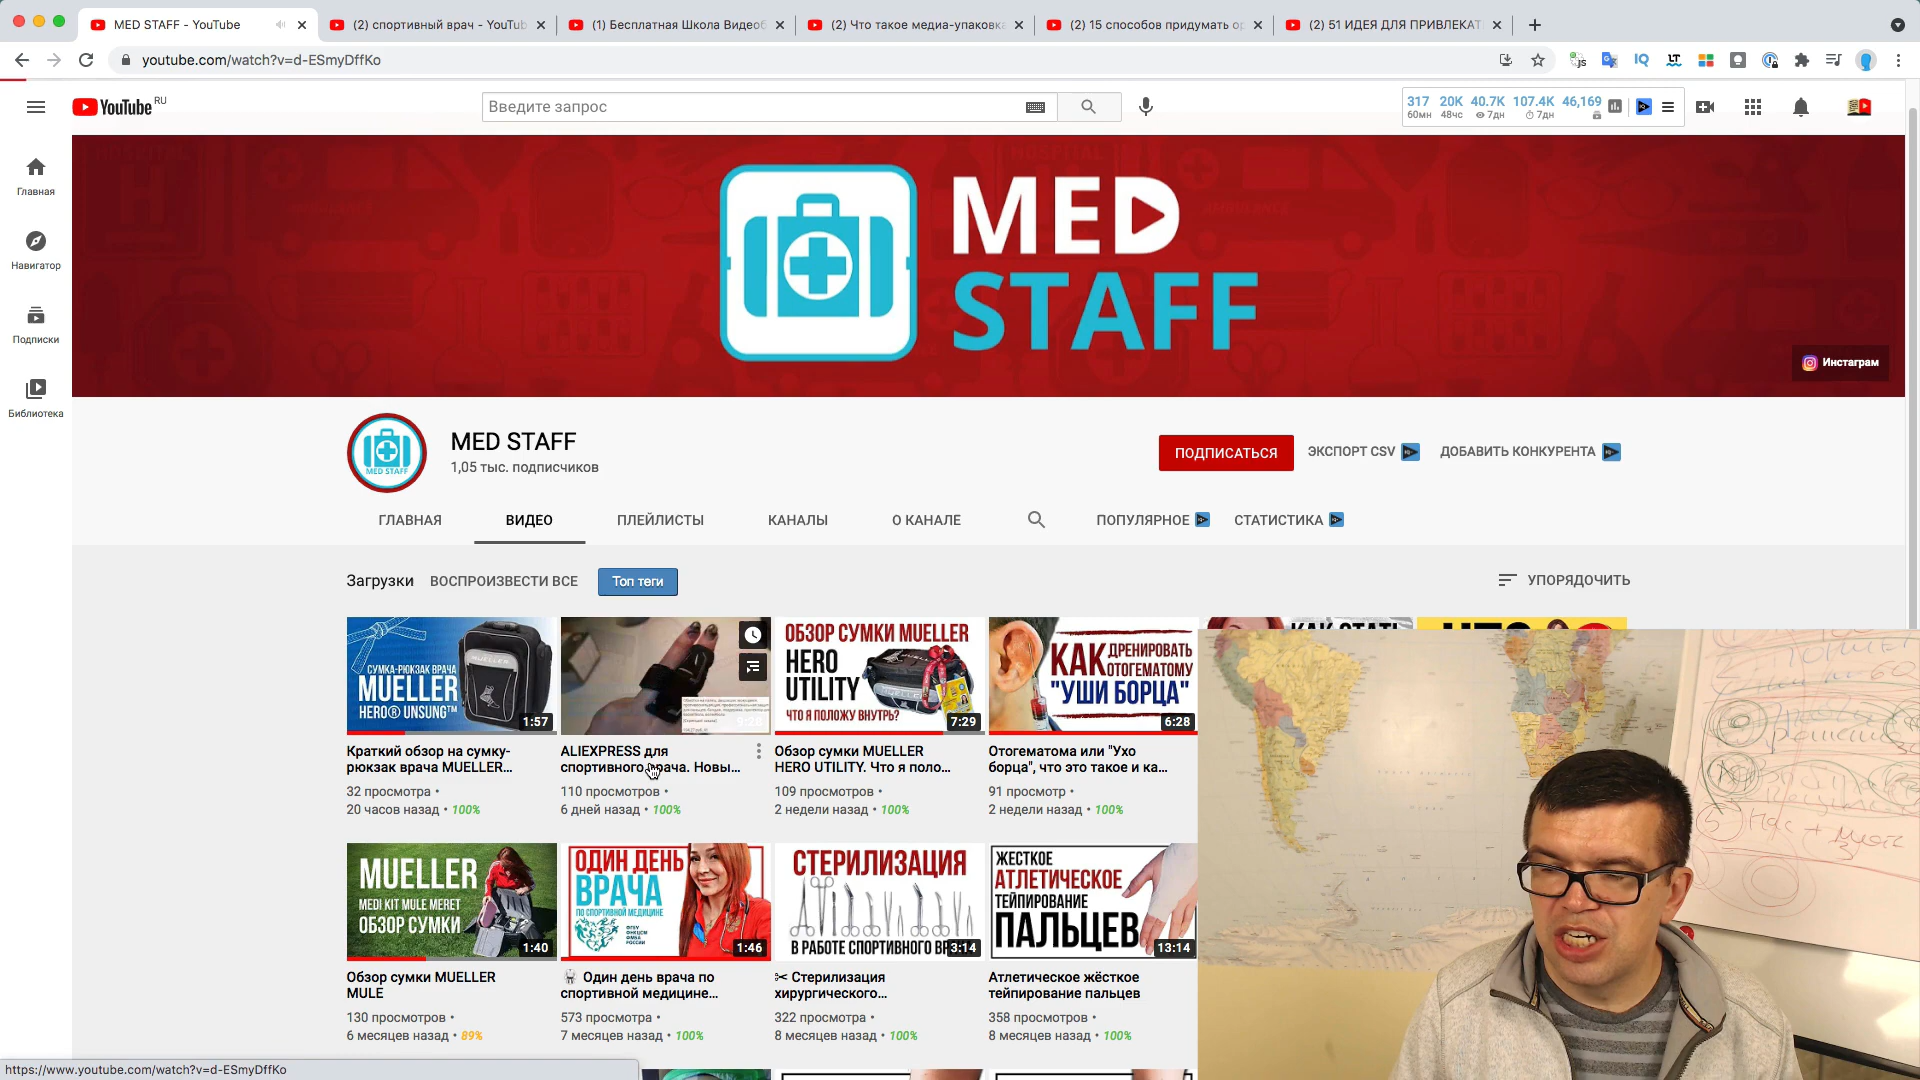 MED STAFF - YouTube
(2) спортивный врач - YouTub
(1) Бесплатная Школа Видеоб
(2) Что такое медиа-упаковка
(2) 15 способов придумать ор
(2) 51 ИДЕЯ ДЛЯ ПРИВЛЕКАТ
youtube.com/watch?v=d-ESmyDffKo
YouTube RU
Введите запрос
317 20K 40.7K 107.4K 46,169
60мн 48чс 7дн 7дн
Главная
Навигатор
Подписки
Библиотека
MED
STAFF
Инстаграм
MED STAFF
MED STAFF
1,05 тыс. подписчиков
ПОДПИСАТЬСЯ
ЭКСПОРТ CSV
ДОБАВИТЬ КОНКУРЕНТА
ГЛАВНАЯ
ВИДЕО
ПЛЕЙЛИСТЫ
КАНАЛЫ
О КАНАЛЕ
ПОПУЛЯРНОЕ
СТАТИСТИКА
Загрузки
ВОСПРОИЗВЕСТИ ВСЕ
Топ теги
УПОРЯДОЧИТЬ
СУМКА-РЮКЗАК ВРАЧА
MUELLER
HERO® UNSUNG™
1:57
Краткий обзор на сумку-
рюкзак врача MUELLER...
32 просмотра •
20 часов назад • 100%
ALIEXPRESS для
спортивного врача. Новы...
110 просмотров •
6 дней назад • 100%
ОБЗОР СУМКИ MUELLER
HERO
UTILITY
ЧТО Я ПОЛОЖУ ВНУТРЬ?
7:29
Обзор сумки MUELLER
HERO UTILITY. Что я поло...
109 просмотров •
2 недели назад • 100%
КАК ДРЕНИРОВАТЬ
ОТОГЕМАТОМУ
"УШИ БОРЦА"
6:28
Отогематома или "Ухо
борца", что это такое и ка...
91 просмотр •
2 недели назад • 100%
MUELLER
MEDI KIT MULE MERET
ОБЗОР СУМКИ
1:40
Обзор сумки MUELLER
MULE
130 просмотров •
6 месяцев назад • 89%
ОДИН ДЕНЬ
ВРАЧА
ПО СПОРТИВНОЙ МЕДИЦИНЕ
1:46
Один день врача по
спортивной медицине...
573 просмотра •
7 месяцев назад • 100%
СТЕРИЛИЗАЦИЯ
В РАБОТЕ СПОРТИВНОГО
3:14
Стерилизация
хирургического...
322 просмотра •
8 месяцев назад • 100%
ЖЕСТКОЕ
АТЛЕТИЧЕСКОЕ
ТЕЙПИРОВАНИЕ
ПАЛЬЦЕВ
13:14
Атлетическое жёсткое
тейпирование пальцев
358 просмотров •
8 месяцев назад • 100%
https://www.youtube.com/watch?v=d-ESmyDffKo